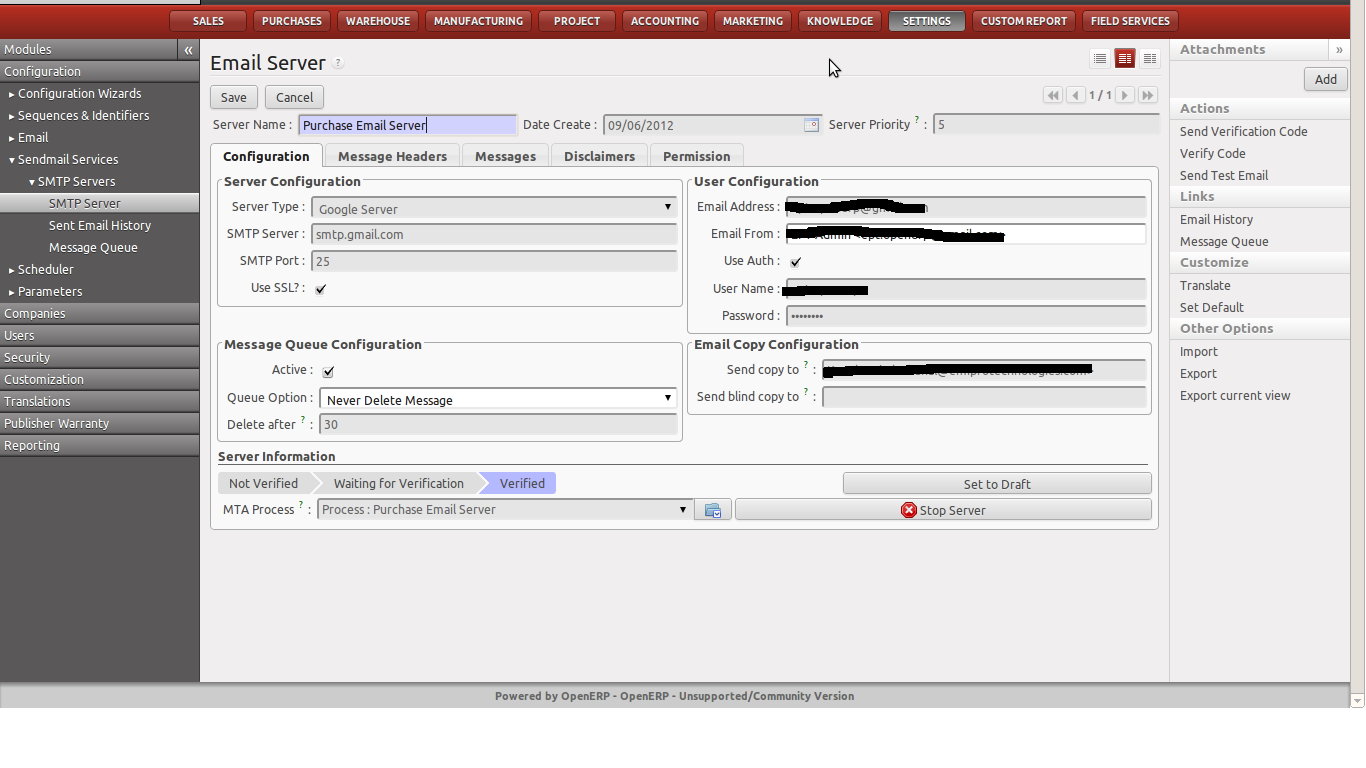 SALES PURCHASES WAREHOUSE MANUFACTURING PROJECT ACCOUNTING MARKETING KNOWLEDGE SETTINGS CUSTOM REPORT FIELD SERVICES
Modules «
Configuration
Configuration Wizards
Sequences & Identifiers
Email
Sendmail Services
SMTP Servers
SMTP Server
Sent Email History
Message Queue
Scheduler
Parameters
Companies
Users
Security
Customization
Translations
Publisher Warranty
Reporting
Email Server ?
Save Cancel
1 / 1
Server Name : Purchase Email Server Date Create : 09/06/2012 Server Priority ? : 5
Configuration Message Headers Messages Disclaimers Permission
Server Configuration
Server Type : Google Server
SMTP Server : smtp.gmail.com
SMTP Port : 25
Use SSL? :
User Configuration
Email Address :
Email From :
Use Auth :
User Name :
Password : ••••••••
Message Queue Configuration
Active :
Queue Option : Never Delete Message
Delete after ? : 30
Email Copy Configuration
Send copy to ? :
Send blind copy to ? :
Server Information
Not Verified Waiting for Verification Verified Set to Draft
MTA Process ? : Process : Purchase Email Server Stop Server
Attachments »
Add
Actions
Send Verification Code
Verify Code
Send Test Email
Links
Email History
Message Queue
Customize
Translate
Set Default
Other Options
Import
Export
Export current view
Powered by OpenERP - OpenERP - Unsupported/Community Version